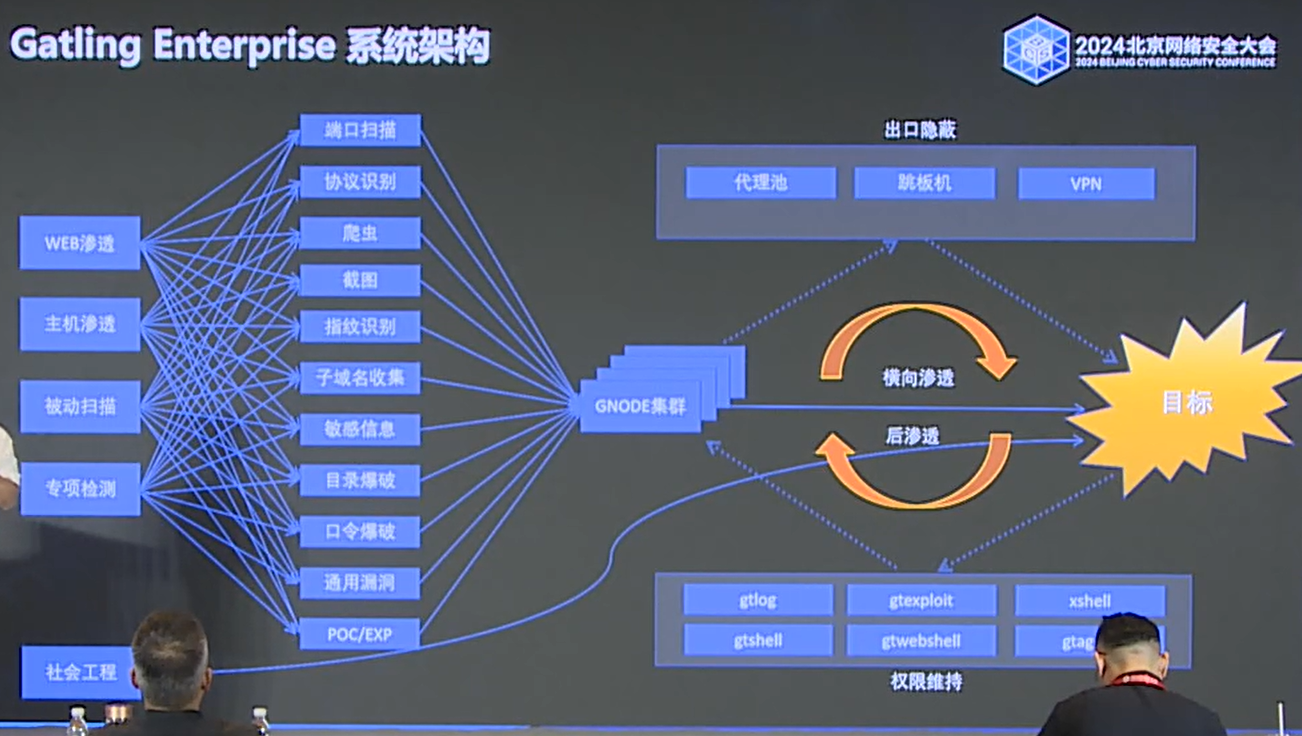 Gatling Enterprise 系统架构
2024北京网络安全大会
2024 BEIJING CYBER SECURITY CONFERENCE
WEB渗透
主机渗透
被动扫描
专项检测
社会工程
端口扫描
协议识别
爬虫
截图
指纹识别
子域名收集
敏感信息
目录爆破
口令爆破
通用漏洞
POC/EXP
GNODE集群
出口隐蔽
代理池
跳板机
VPN
横向渗透
后渗透
目标
gtlog
gtexploit
xshell
gtshell
gtwebshell
权限维持